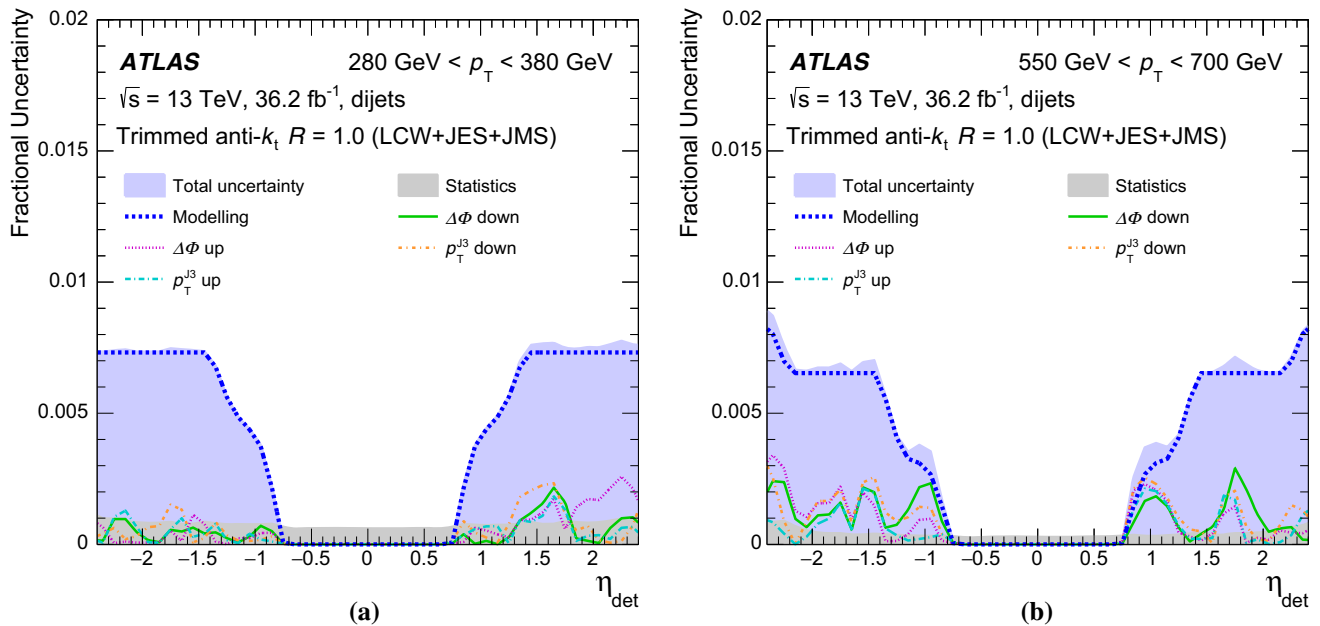 Fractional Uncertainty
0.02
0.015
0.01
0.005
0
ATLAS 280 GeV < p_T < 380 GeV
√s = 13 TeV, 36.2 fb⁻¹, dijets
Trimmed anti-k_t R = 1.0 (LCW+JES+JMS)
Total uncertainty Statistics
Modelling ΔΦ down
ΔΦ up p_T^J3 down
p_T^J3 up
−2 −1.5 −1 −0.5 0 0.5 1 1.5 2
η_det
(a)
Fractional Uncertainty
0.02
0.015
0.01
0.005
0
ATLAS 550 GeV < p_T < 700 GeV
√s = 13 TeV, 36.2 fb⁻¹, dijets
Trimmed anti-k_t R = 1.0 (LCW+JES+JMS)
Total uncertainty Statistics
Modelling ΔΦ down
ΔΦ up p_T^J3 down
p_T^J3 up
−2 −1.5 −1 −0.5 0 0.5 1 1.5 2
η_det
(b)